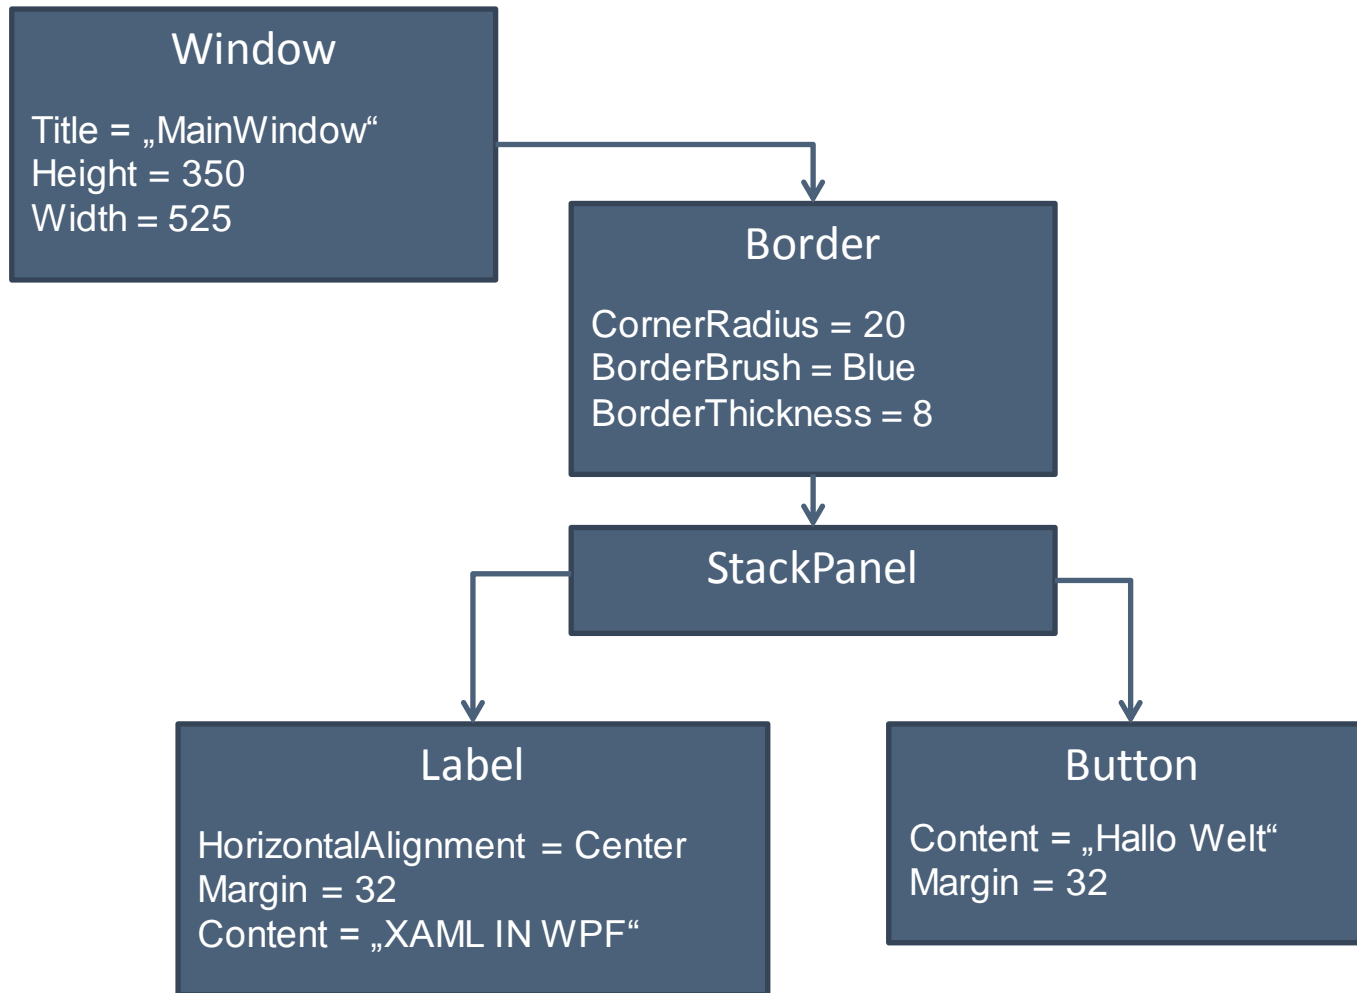 Window
Title = „MainWindow“
Height = 350
Width = 525
Border
CornerRadius = 20
BorderBrush = Blue
BorderThickness = 8
StackPanel
Label
HorizontalAlignment = Center
Margin = 32
Content = „XAML IN WPF“
Button
Content = „Hallo Welt“
Margin = 32